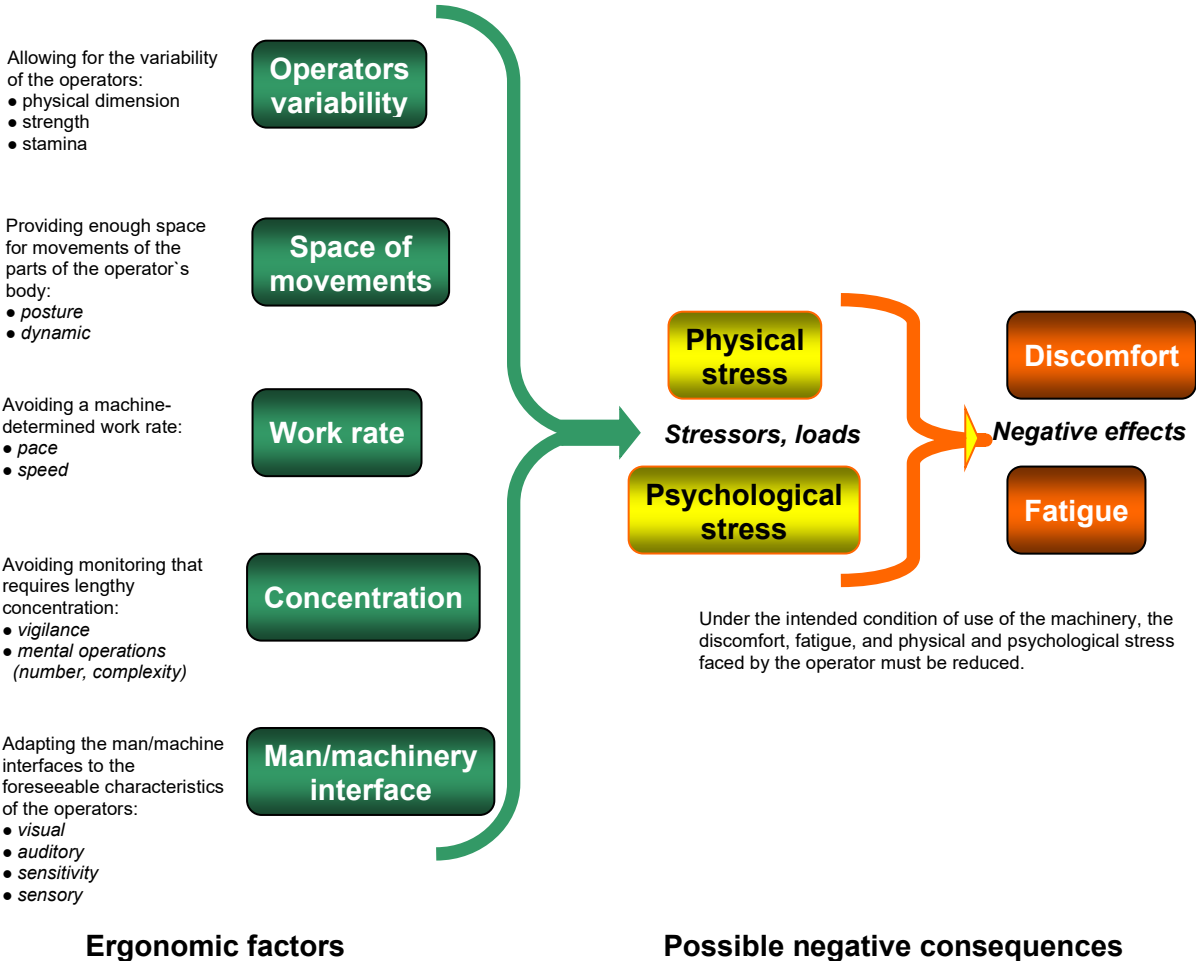 Allowing for the variability
of the operators:
● physical dimension
● strength
● stamina
Operators
variability
Providing enough space
for movements of the
parts of the operator`s
body:
● posture
● dynamic
Space of
movements
Avoiding a machine-
determined work rate:
● pace
● speed
Work rate
Avoiding monitoring that
requires lengthy
concentration:
● vigilance
● mental operations
(number, complexity)
Concentration
Adapting the man/machine
interfaces to the
foreseeable characteristics
of the operators:
● visual
● auditory
● sensitivity
● sensory
Man/machinery
interface
Physical
stress
Stressors, loads
Psychological
stress
Discomfort
Negative effects
Fatigue
Under the intended condition of use of the machinery, the
discomfort, fatigue, and physical and psychological stress
faced by the operator must be reduced.
Ergonomic factors
Possible negative consequences